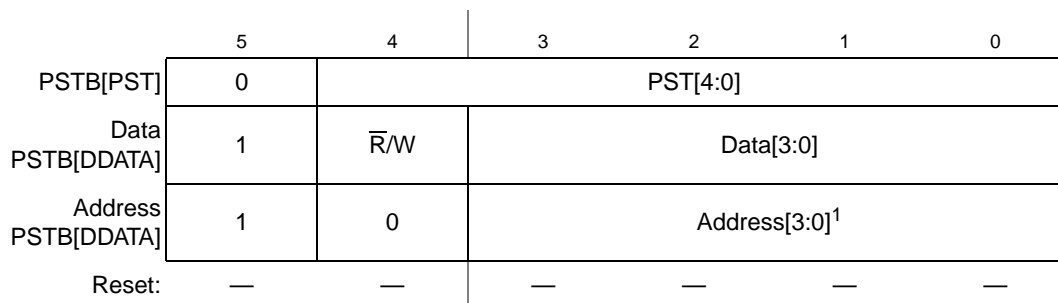 5 4 3 2 1 0
PSTB[PST] 0 PST[4:0]
Data
PSTB[DDATA] 1 R̅/W Data[3:0]
Address
PSTB[DDATA] 1 0 Address[3:0]¹
Reset: — — — — — —